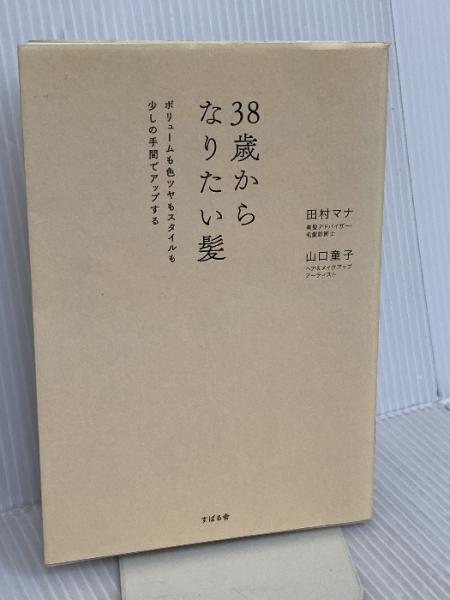 38歳から
なりたい髪
ボリュームも色ツヤもスタイルも
少しの手間でアップする
田村マナ
美髪アドバイザー・
毛髪診断士
山口童子
ヘア&メイクアップ
アーティスト
すばる舎